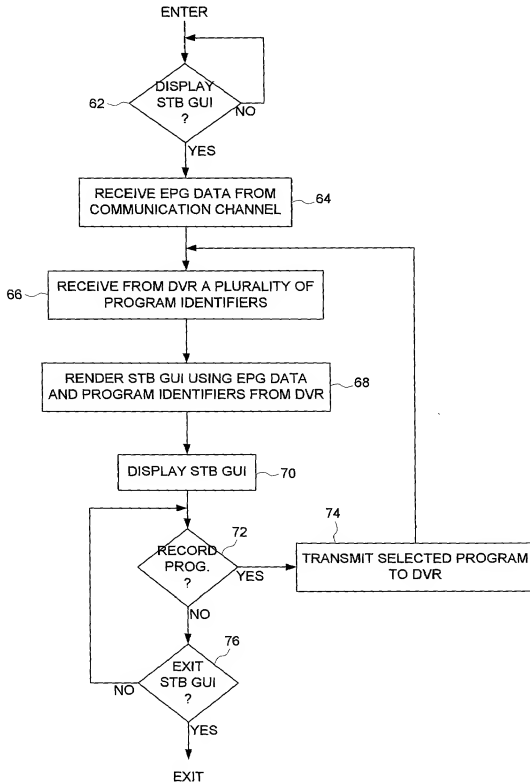 ENTER
DISPLAY
STB GUI
?
62
NO
YES
RECEIVE EPG DATA FROM
COMMUNICATION CHANNEL
64
RECEIVE FROM DVR A PLURALITY OF
PROGRAM IDENTIFIERS
66
RENDER STB GUI USING EPG DATA
AND PROGRAM IDENTIFIERS FROM DVR
68
DISPLAY STB GUI
70
RECORD
PROG.
?
72
YES
NO
TRANSMIT SELECTED PROGRAM
TO DVR
74
EXIT
STB GUI
?
76
NO
YES
EXIT